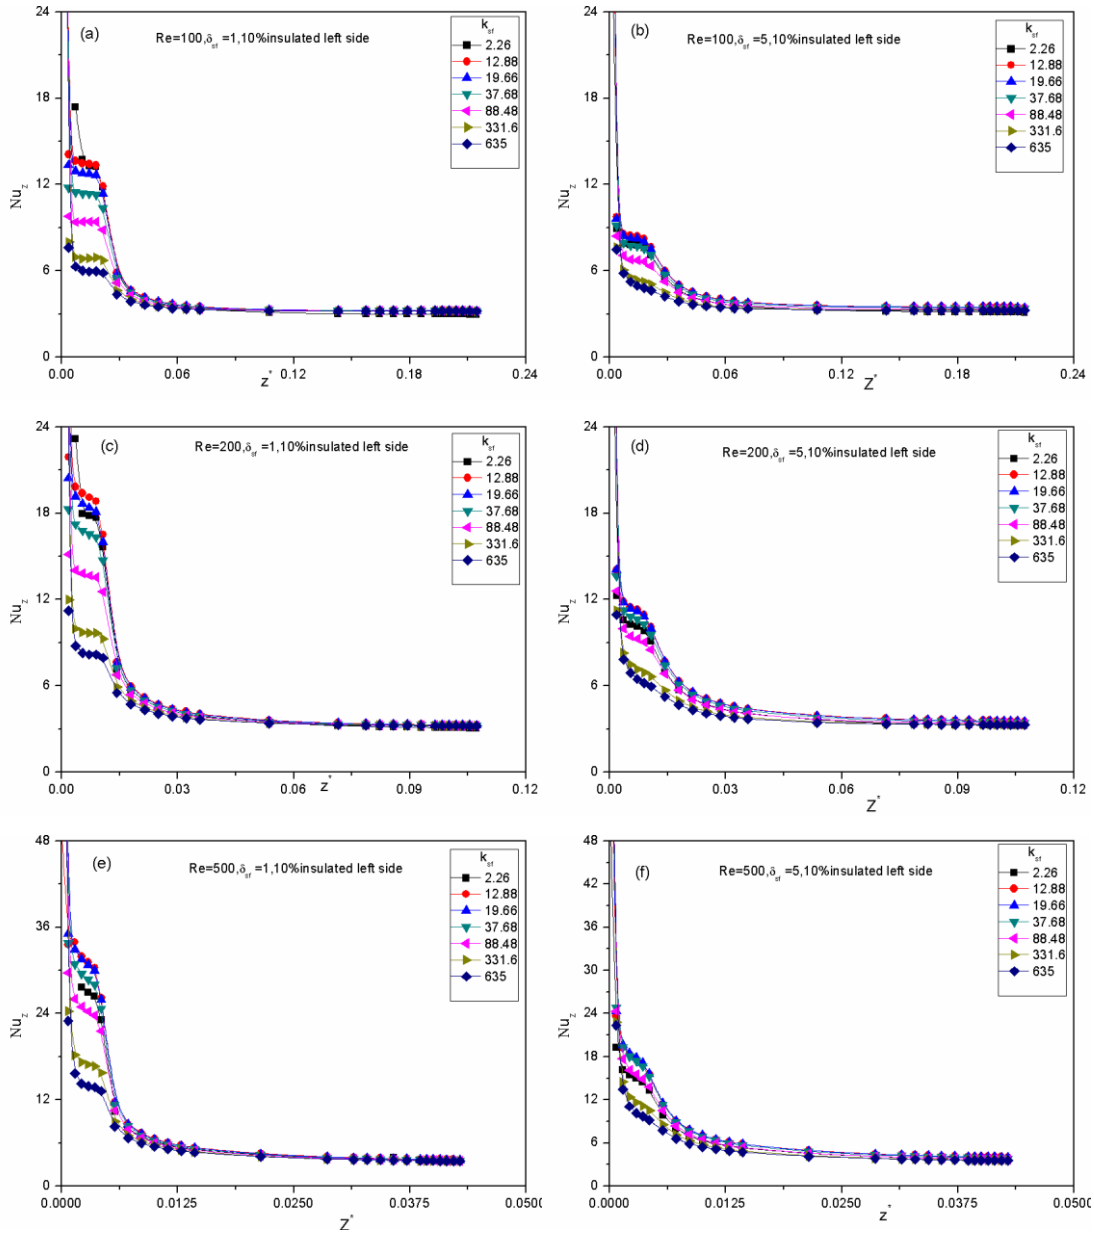 (a)
Re=100,δsf =1,10%insulated left side
ksf
2.26
12.88
19.66
37.68
88.48
331.6
635
24
18
12
6
0
Nuz
0.00 0.06 0.12 0.18 0.24
z*
(b)
Re=100,δsf =5,10%insulated left side
ksf
2.26
12.88
19.66
37.68
88.48
331.6
635
24
18
12
6
0
Nuz
0.00 0.06 0.12 0.18 0.24
Z*
(c)
Re=200,δsf =1,10%insulated left side
ksf
2.26
12.88
19.66
37.68
88.48
331.6
635
24
18
12
6
0
Nuz
0.00 0.03 0.06 0.09 0.12
z*
(d)
Re=200,δsf =5,10%insulated left side
ksf
2.26
12.88
19.66
37.68
88.48
331.6
635
24
18
12
6
0
Nuz
0.00 0.03 0.06 0.09 0.12
Z*
(e)
Re=500,δsf =1,10%insulated left side
ksf
2.26
12.88
19.66
37.68
88.48
331.6
635
48
36
24
12
0
Nuz
0.0000 0.0125 0.0250 0.0375 0.0500
Z*
(f)
Re=500,δsf =5,10%insulated left side
ksf
2.26
12.88
19.66
37.68
88.48
331.6
635
48
42
36
30
24
18
12
6
0
Nuz
0.0000 0.0125 0.0250 0.0375 0.0500
z*